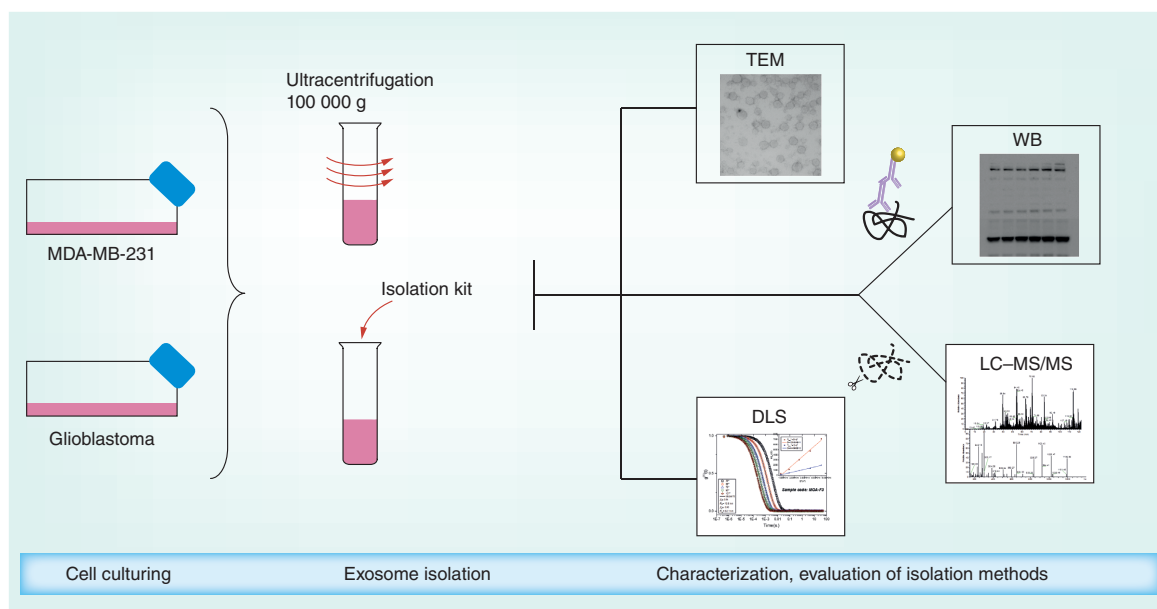 Ultracentrifugation
100 000 g
MDA-MB-231
Isolation kit
Glioblastoma
TEM
WB
LC–MS/MS
DLS
Sample code: MDA-F3
Time(s.)
Cell culturing
Exosome isolation
Characterization, evaluation of isolation methods